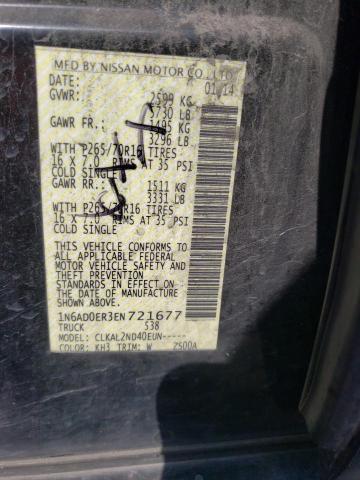 MFD BY NISSAN MOTOR CO., LTD.
DATE: 01/14
GVWR: 2599 KG
5730 LB
GAWR FR: 1495 KG
3296 LB
WITH P265/70R16 TIRES
16 X 7.0 RIMS AT 35 PSI
COLD SINGLE
GAWR RR: 1511 KG
3331 LB
WITH P265/70R16 TIRES
16 X 7.0 RIMS AT 35 PSI
COLD SINGLE
THIS VEHICLE CONFORMS TO
ALL APPLICABLE FEDERAL
MOTOR VEHICLE SAFETY
AND THEFT PREVENTION
STANDARDS IN EFFECT ON
THE DATE OF MANUFACTURE
SHOWN ABOVE.
1N6AD0ER3EN721677
TRUCK 538
MODEL: CLKAL2ND40EUN-----
COLOR: KH3 TRIM: W 2500A